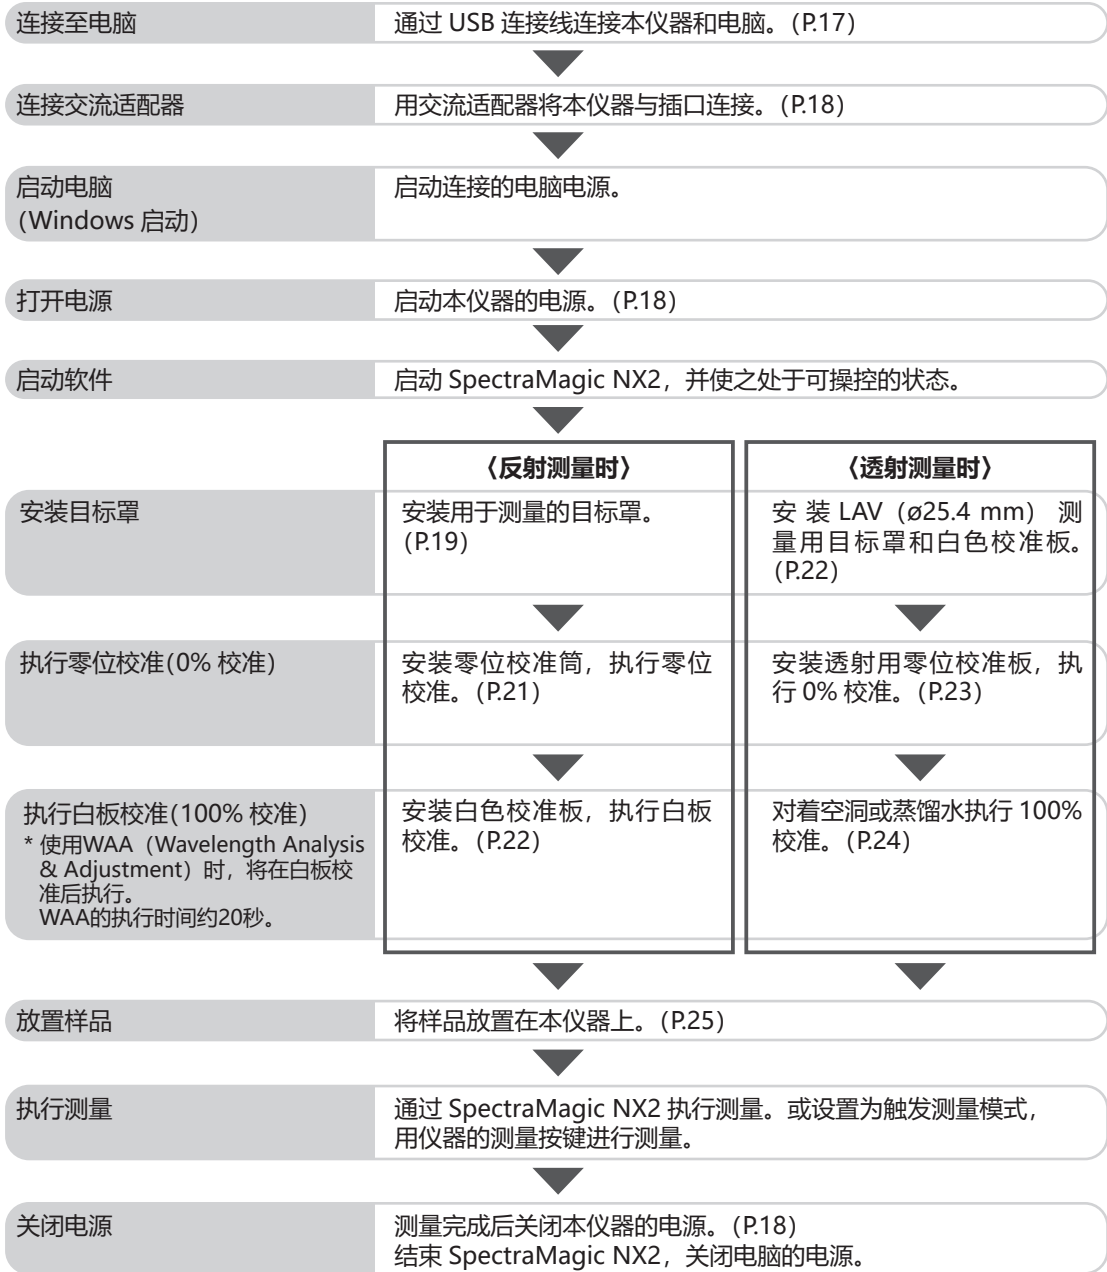 连接至电脑
通过 USB 连接线连接本仪器和电脑。(P.17)
连接交流适配器
用交流适配器将本仪器与插口连接。(P.18)
启动电脑
(Windows 启动)
启动连接的电脑电源。
打开电源
启动本仪器的电源。(P.18)
启动软件
启动 SpectraMagic NX2，并使之处于可操控的状态。
〈反射测量时〉
〈透射测量时〉
安装目标罩
安装用于测量的目标罩。
(P.19)
安 装 LAV（ø25.4 mm） 测
量用目标罩和白色校准板。
(P.22)
执行零位校准(0% 校准)
安装零位校准筒，执行零位
校准。(P.21)
安装透射用零位校准板，执
行 0% 校准。(P.23)
执行白板校准(100% 校准)
* 使用WAA（Wavelength Analysis
& Adjustment）时，将在白板校
准后执行。
WAA的执行时间约20秒。
安装白色校准板，执行白板
校准。(P.22)
对着空洞或蒸馏水执行 100%
校准。(P.24)
放置样品
将样品放置在本仪器上。(P.25)
执行测量
通过 SpectraMagic NX2 执行测量。或设置为触发测量模式，
用仪器的测量按键进行测量。
关闭电源
测量完成后关闭本仪器的电源。(P.18)
结束 SpectraMagic NX2，关闭电脑的电源。